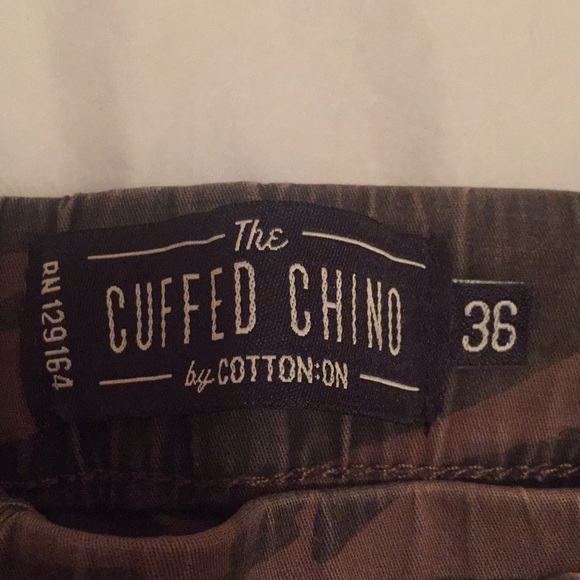 The
CUFFED CHINO
by COTTON:ON
RN 129164
36